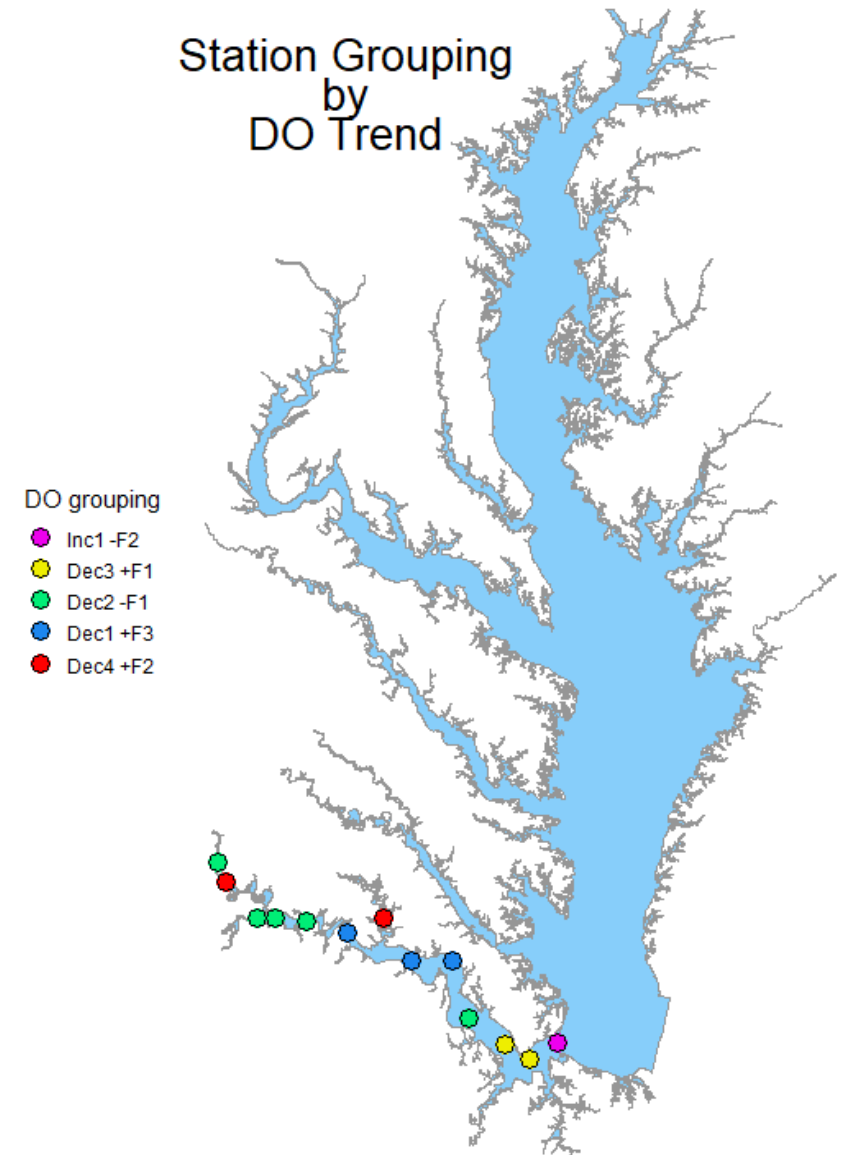 Station Grouping
by
DO Trend
DO grouping
Inc1 -F2
Dec3 +F1
Dec2 -F1
Dec1 +F3
Dec4 +F2